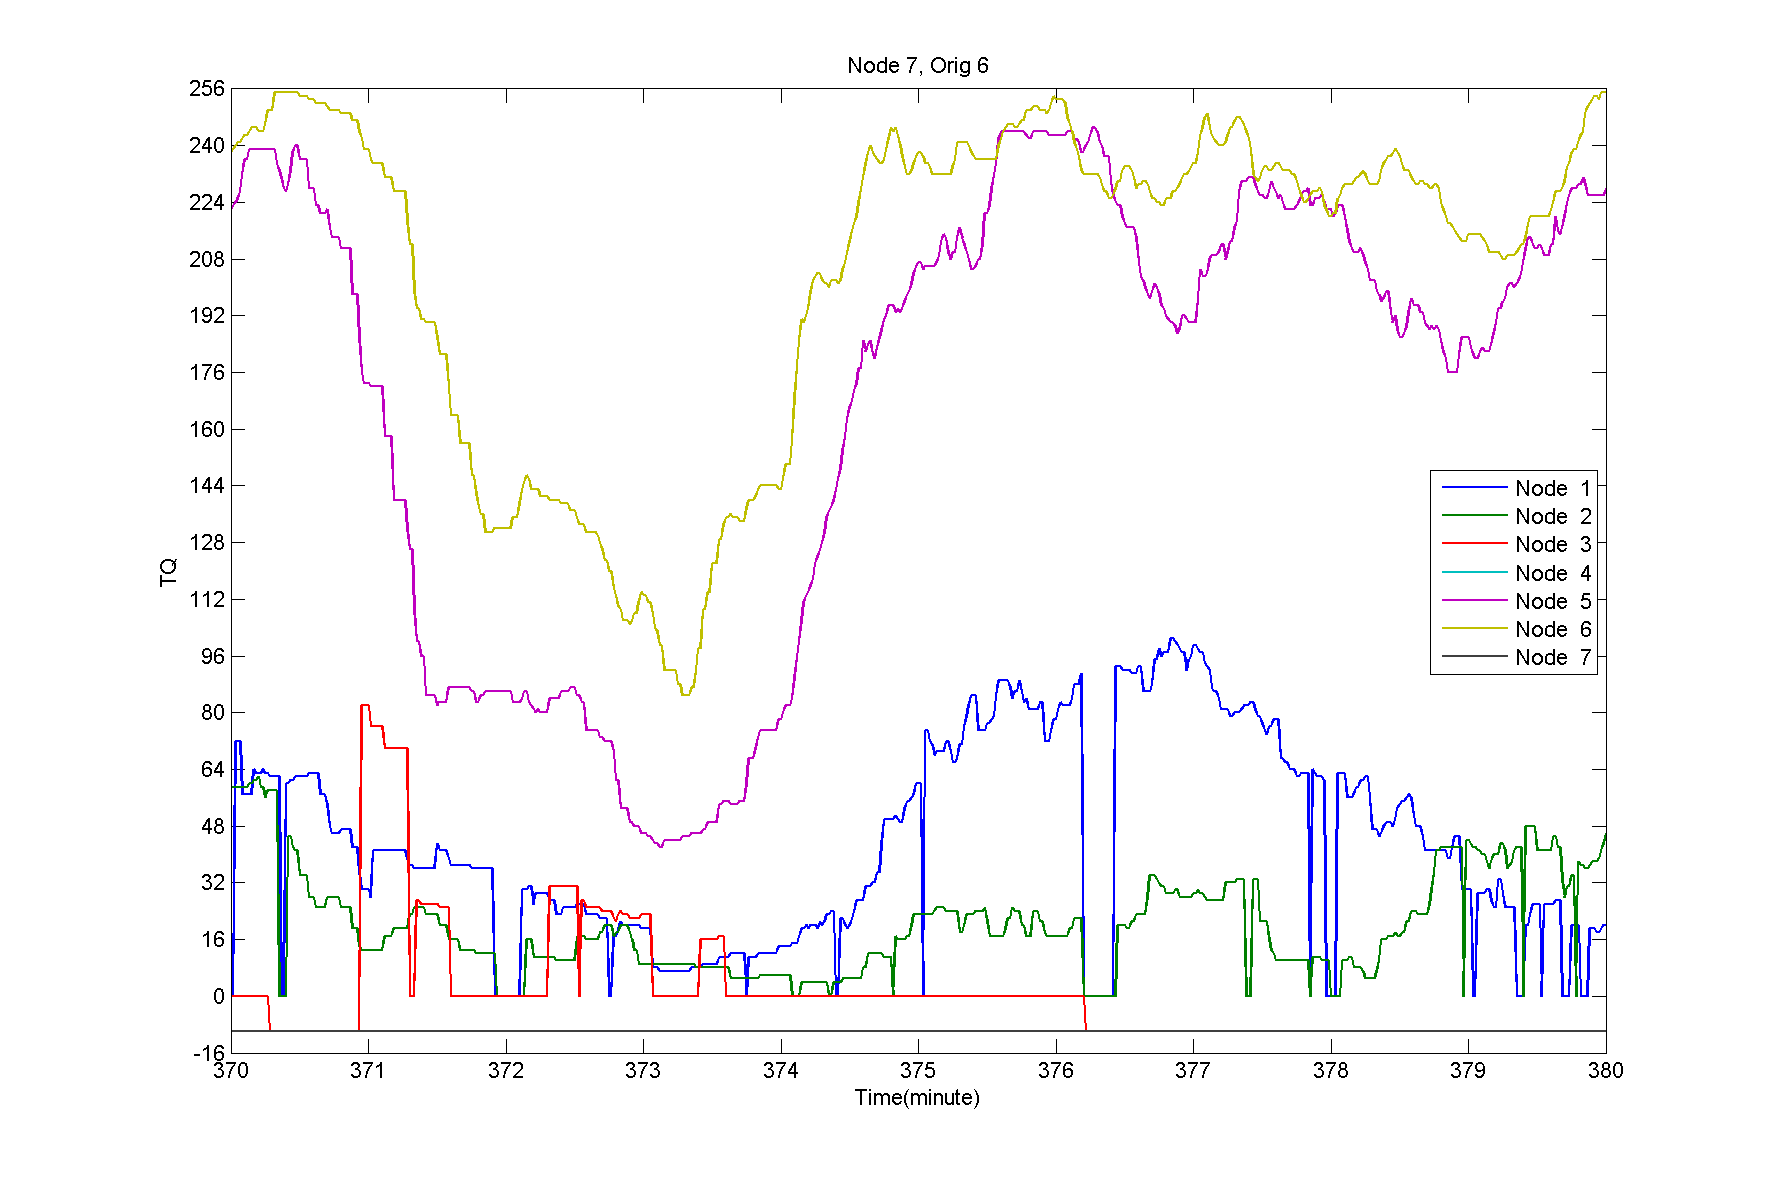 Node 7, Orig 6
256
240
224
208
192
176
160
144
128
112
96
80
64
48
32
16
0
-16
TQ
370 371 372 373 374 375 376 377 378 379 380
Time(minute)
Node 1
Node 2
Node 3
Node 4
Node 5
Node 6
Node 7